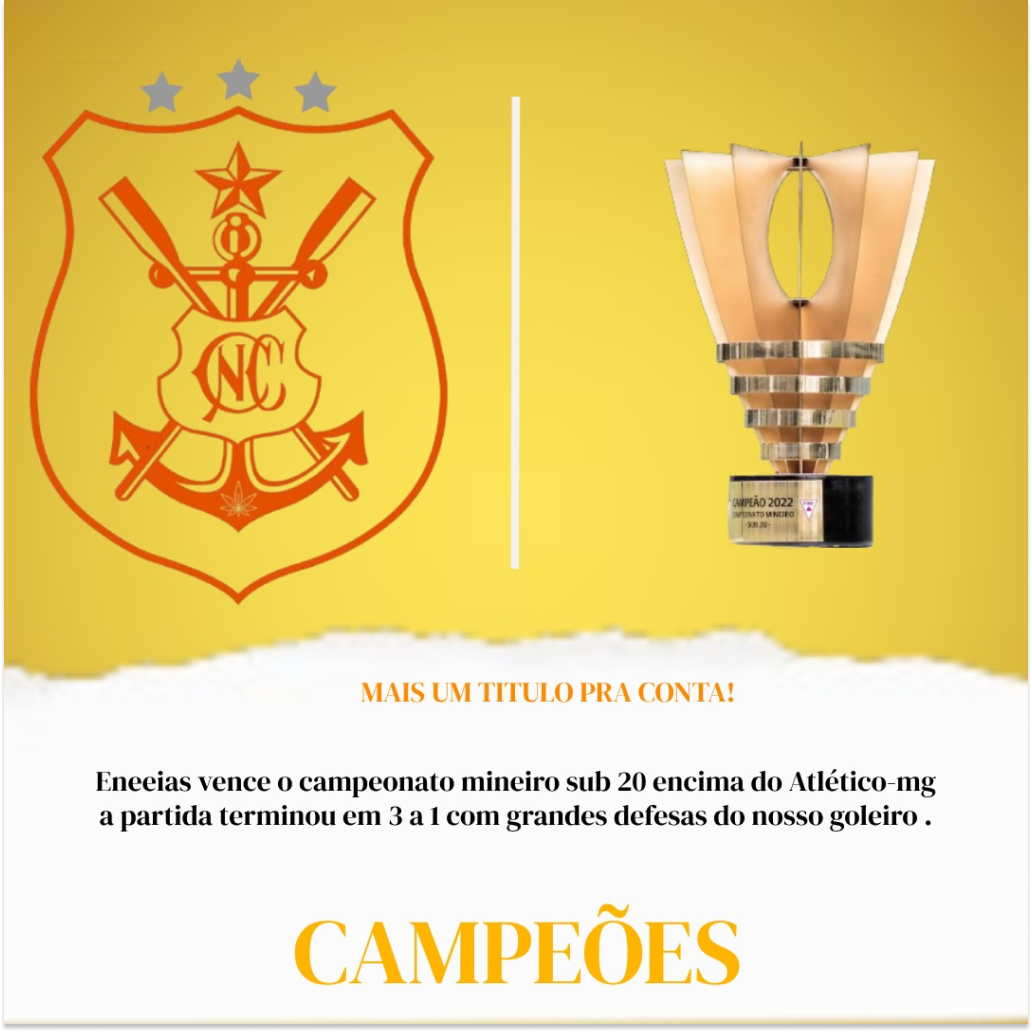 CNC
CAMPEÃO 2022
CAMPEONATO MINEIRO
- SUB 20 -
MAIS UM TITULO PRA CONTA!
Eneeias vence o campeonato mineiro sub 20 encima do Atlético-mg
a partida terminou em 3 a 1 com grandes defesas do nosso goleiro .
CAMPEÕES